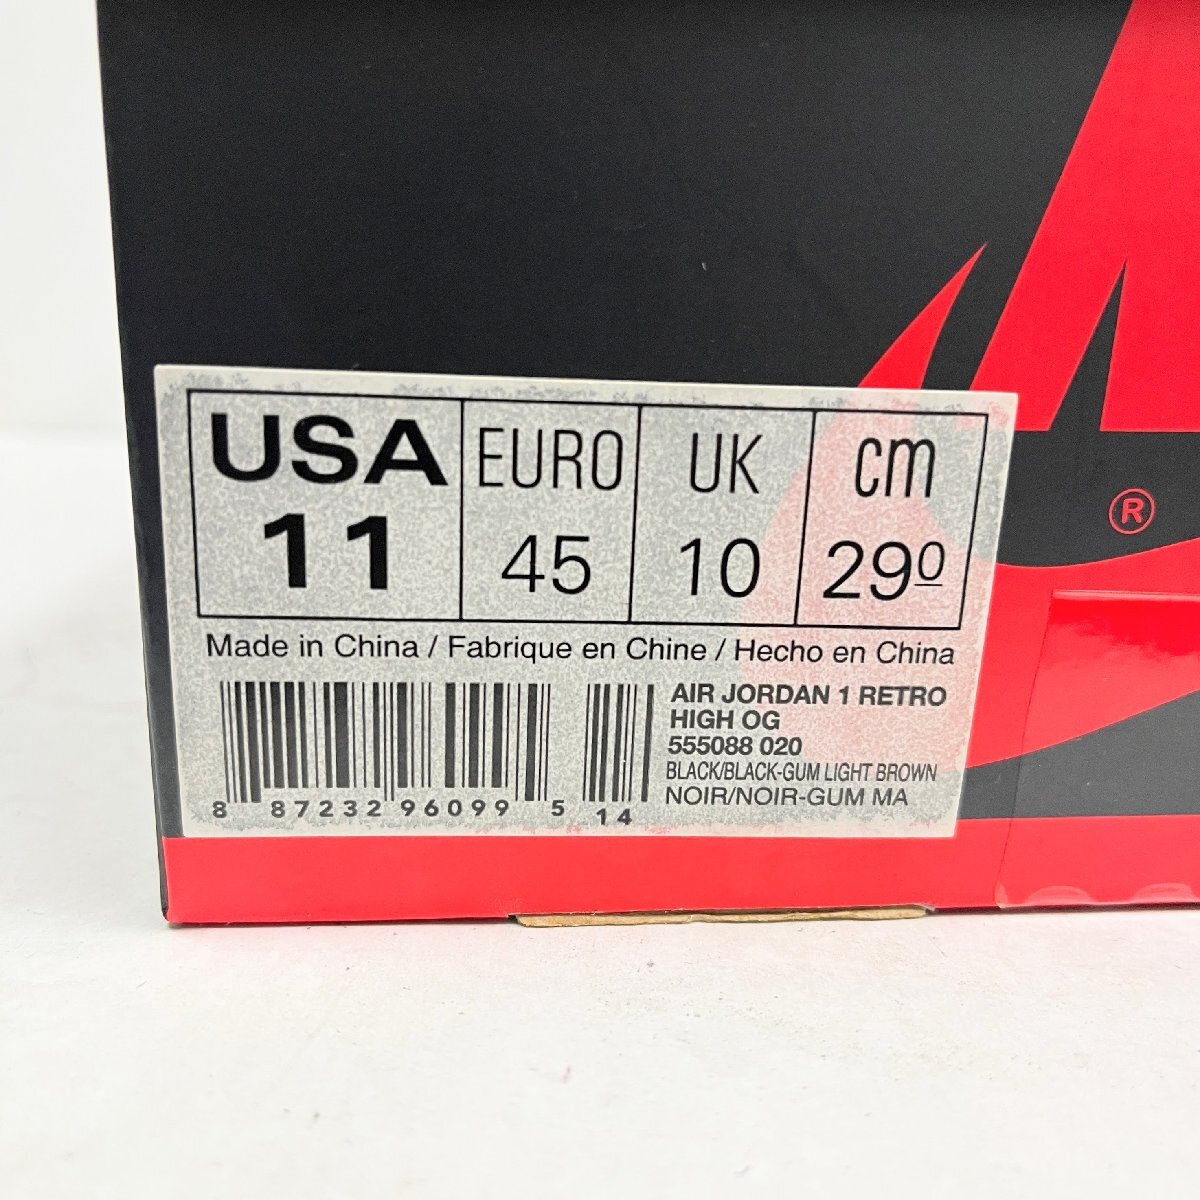 USA EURO UK cm
11 45 10 290
Made in China / Fabrique en Chine / Hecho en China
AIR JORDAN 1 RETRO
HIGH OG
555088 020
BLACK/BLACK-GUM LIGHT BROWN
NOIR/NOIR-GUM MA
8 87232 96099 5 14
®